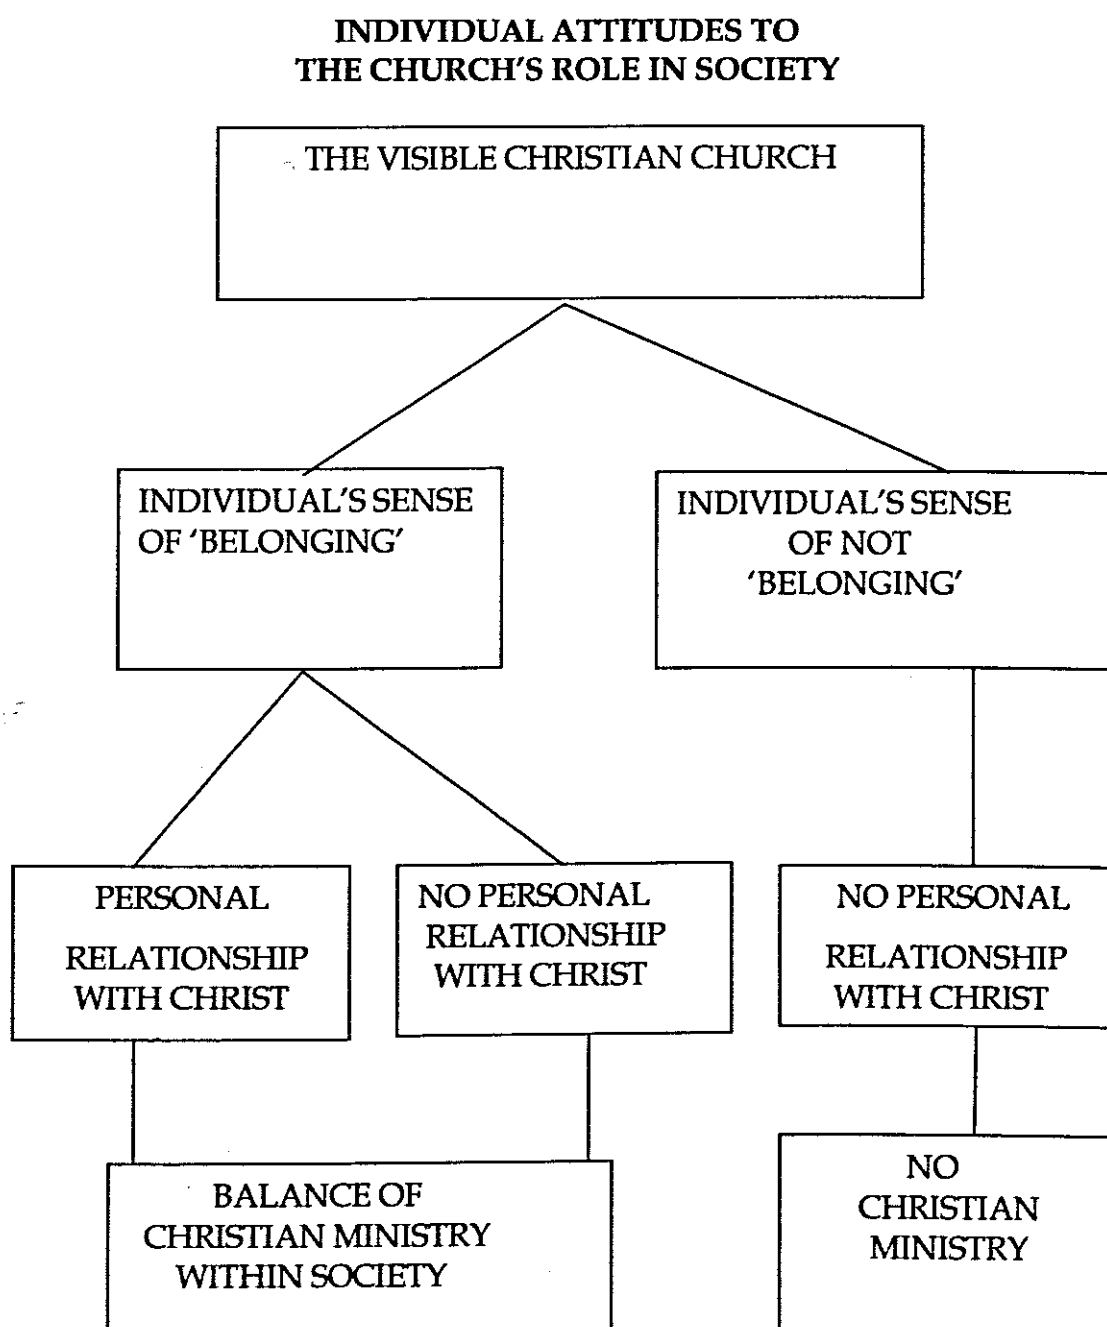 INDIVIDUAL ATTITUDES TO
THE CHURCH'S ROLE IN SOCIETY
THE VISIBLE CHRISTIAN CHURCH
INDIVIDUAL'S SENSE
OF 'BELONGING'
INDIVIDUAL'S SENSE
OF NOT
'BELONGING'
PERSONAL
RELATIONSHIP
WITH CHRIST
NO PERSONAL
RELATIONSHIP
WITH CHRIST
NO PERSONAL
RELATIONSHIP
WITH CHRIST
BALANCE OF
CHRISTIAN MINISTRY
WITHIN SOCIETY
NO
CHRISTIAN
MINISTRY